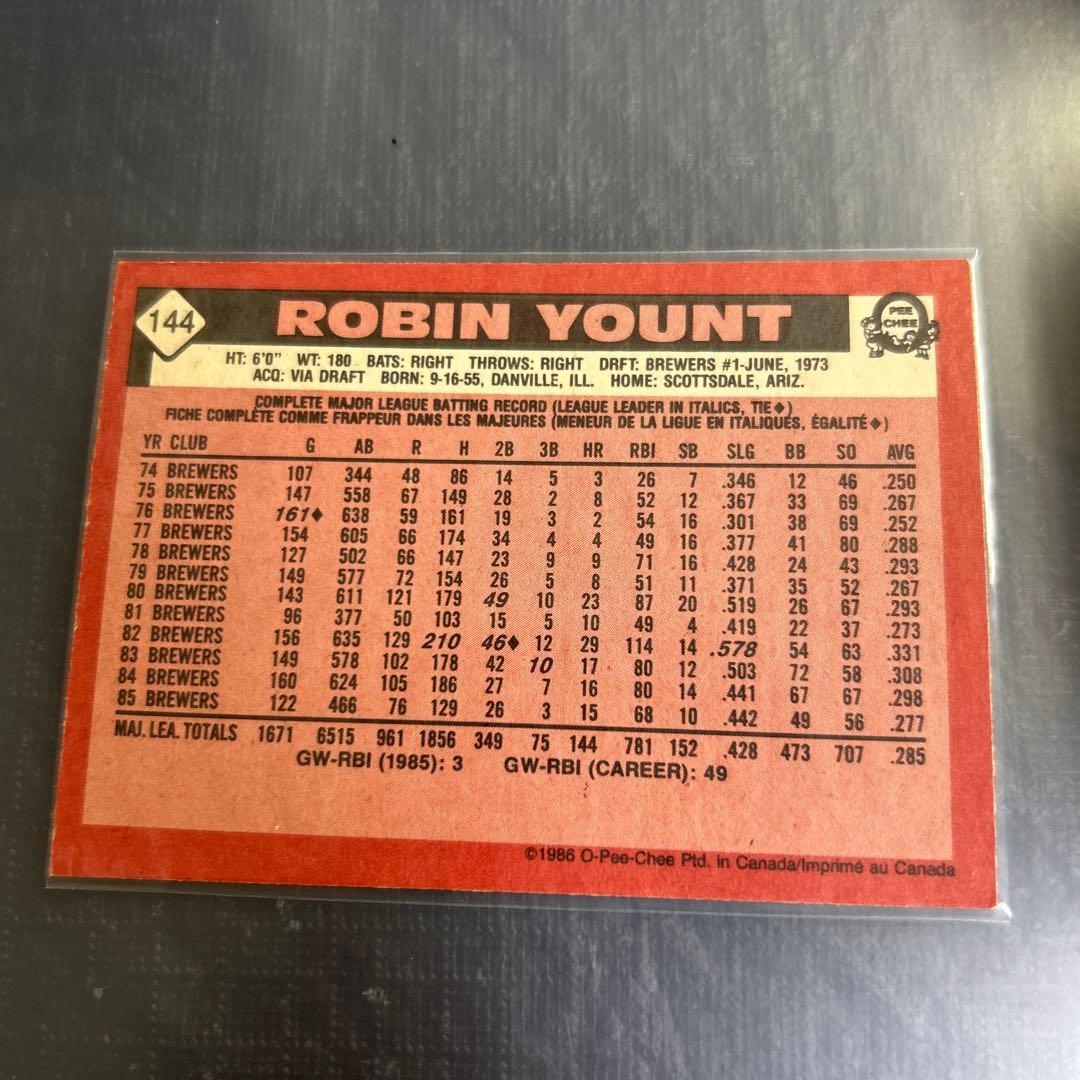 144
ROBIN YOUNT
PEE
CHEE
HT: 6'0" WT: 180 BATS: RIGHT THROWS: RIGHT DRFT: BREWERS #1-JUNE, 1973
ACQ: VIA DRAFT BORN: 9-16-55, DANVILLE, ILL. HOME: SCOTTSDALE, ARIZ.
COMPLETE MAJOR LEAGUE BATTING RECORD (LEAGUE LEADER IN ITALICS, TIE♦)
FICHE COMPLÈTE COMME FRAPPEUR DANS LES MAJEURES (MENEUR DE LA LIGUE EN ITALIQUES, ÉGALITÉ♦)
YR CLUB G AB R H 2B 3B HR RBI SB SLG BB SO AVG
74 BREWERS 107 344 48 86 14 5 3 26 7 .346 12 46 .250
75 BREWERS 147 558 67 149 28 2 8 52 12 .367 33 69 .267
76 BREWERS 161♦ 638 59 161 19 3 2 54 16 .301 38 69 .252
77 BREWERS 154 605 66 174 34 4 4 49 16 .377 41 80 .288
78 BREWERS 127 502 66 147 23 9 9 71 16 .428 24 43 .293
79 BREWERS 149 577 72 154 26 5 8 51 11 .371 35 52 .267
80 BREWERS 143 611 121 179 49 10 23 87 20 .519 26 67 .293
81 BREWERS 96 377 50 103 15 5 10 49 4 .419 22 37 .273
82 BREWERS 156 635 129 210 46♦ 12 29 114 14 .578 54 63 .331
83 BREWERS 149 578 102 178 42 10 17 80 12 .503 72 58 .308
84 BREWERS 160 624 105 186 27 7 16 80 14 .441 67 67 .298
85 BREWERS 122 466 76 129 26 3 15 68 10 .442 49 56 .277
MAJ. LEA. TOTALS 1671 6515 961 1856 349 75 144 781 152 .428 473 707 .285
GW-RBI (1985): 3 GW-RBI (CAREER): 49
©1986 O-Pee-Chee Ptd. in Canada/Imprimé au Canada